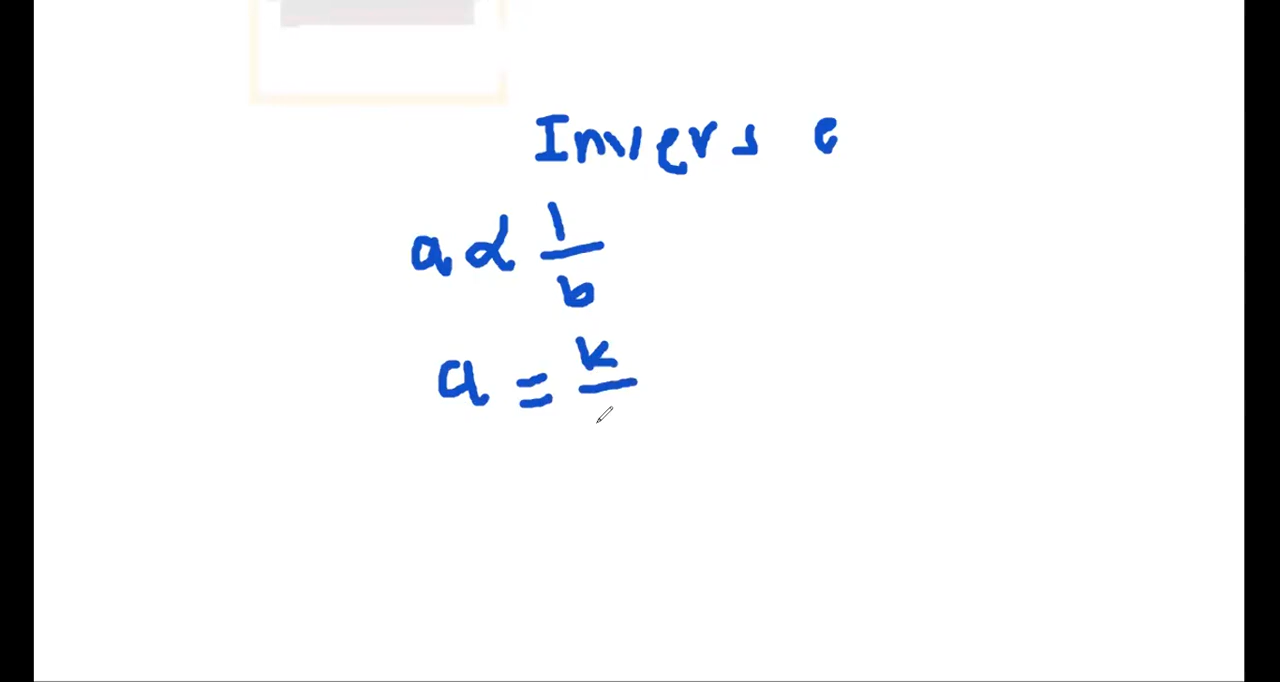 Invers e
a ∝ 1/b
a = k/